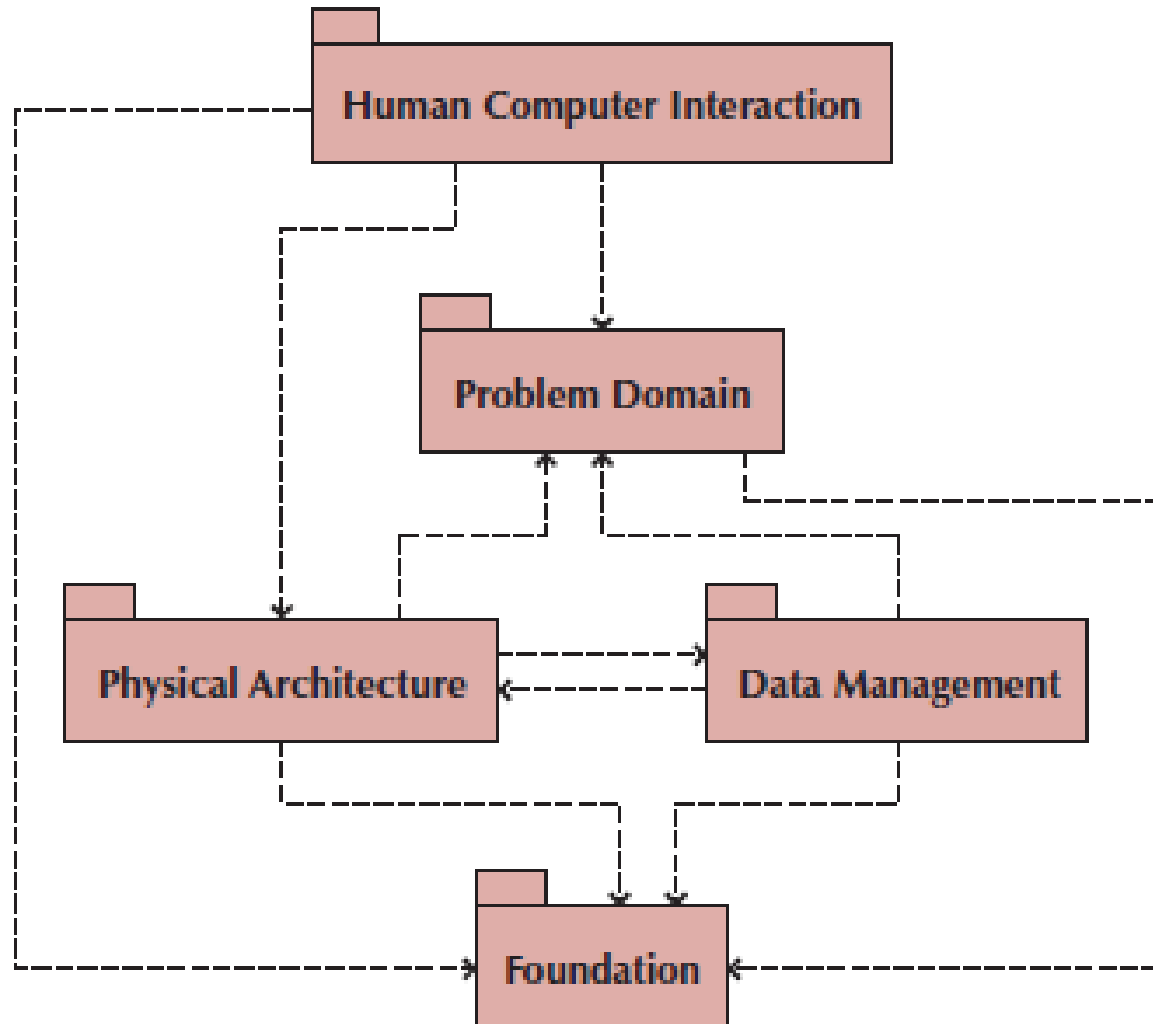 Human Computer Interaction
Problem Domain
Physical Architecture
Data Management
Foundation